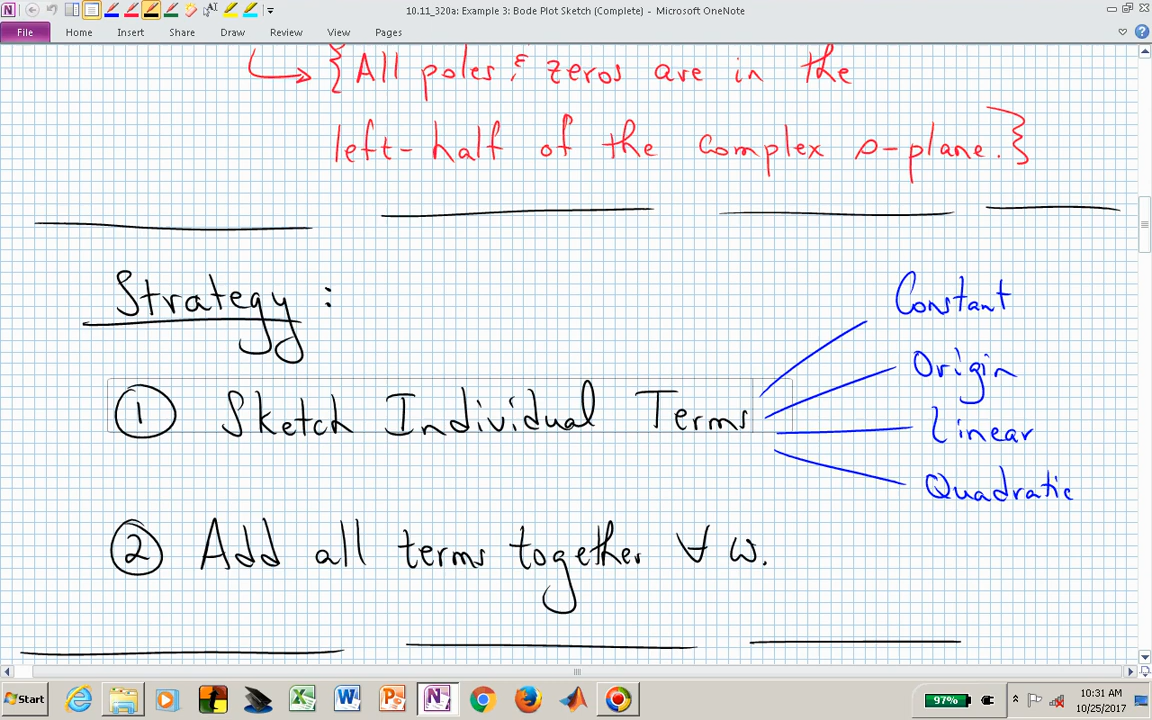 10.11_320a: Example 3: Bode Plot Sketch (Complete) - Microsoft OneNote
File Home Insert Share Draw Review View Pages
{All poles & zeros are in the
left-half of the complex s-plane.}
Strategy:
① Sketch Individual Terms
Constant
Origin
Linear
Quadratic
② Add all terms together ∀ ω.
Start
97%
10:31 AM
10/25/2017